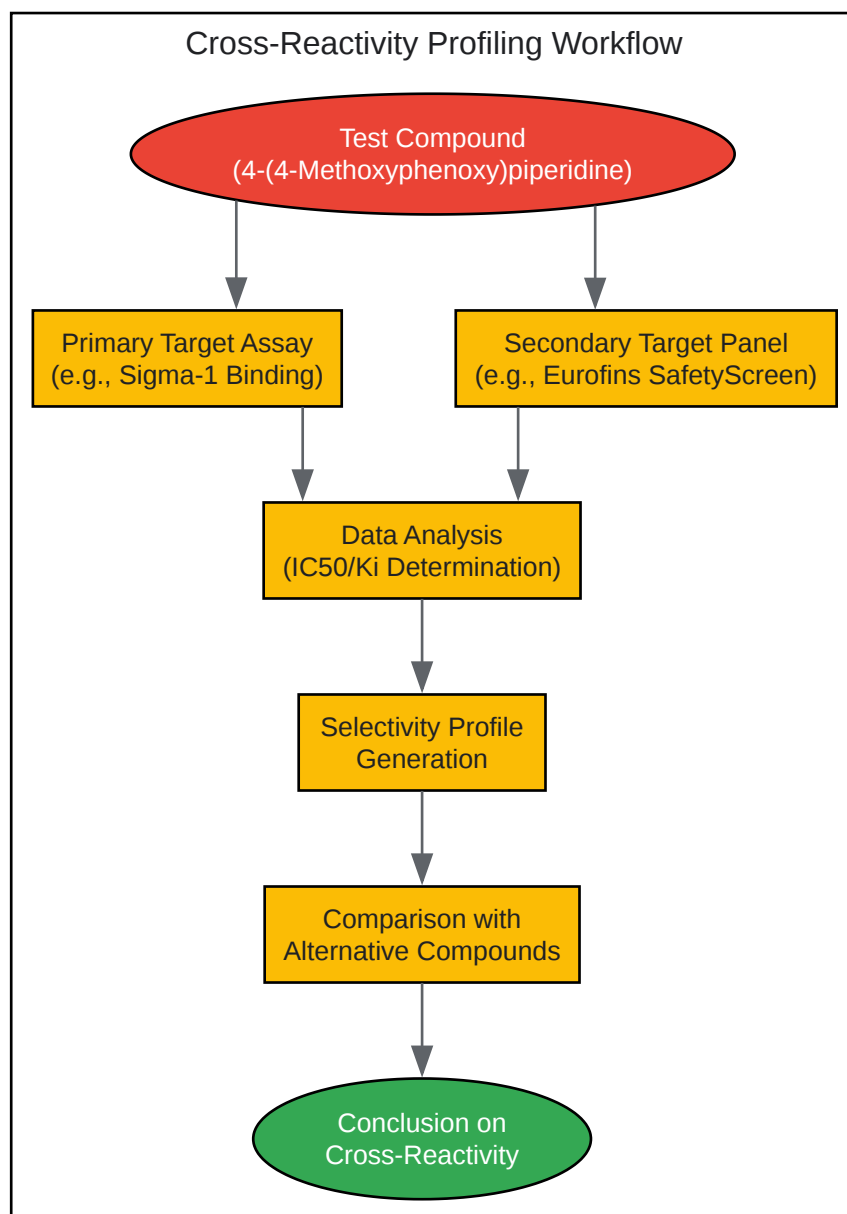 Cross-Reactivity Profiling Workflow
Test Compound
(4-(4-Methoxyphenoxy)piperidine)
Primary Target Assay
(e.g., Sigma-1 Binding)
Secondary Target Panel
(e.g., Eurofins SafetyScreen)
Data Analysis
(IC50/Ki Determination)
Selectivity Profile
Generation
Comparison with
Alternative Compounds
Conclusion on
Cross-Reactivity